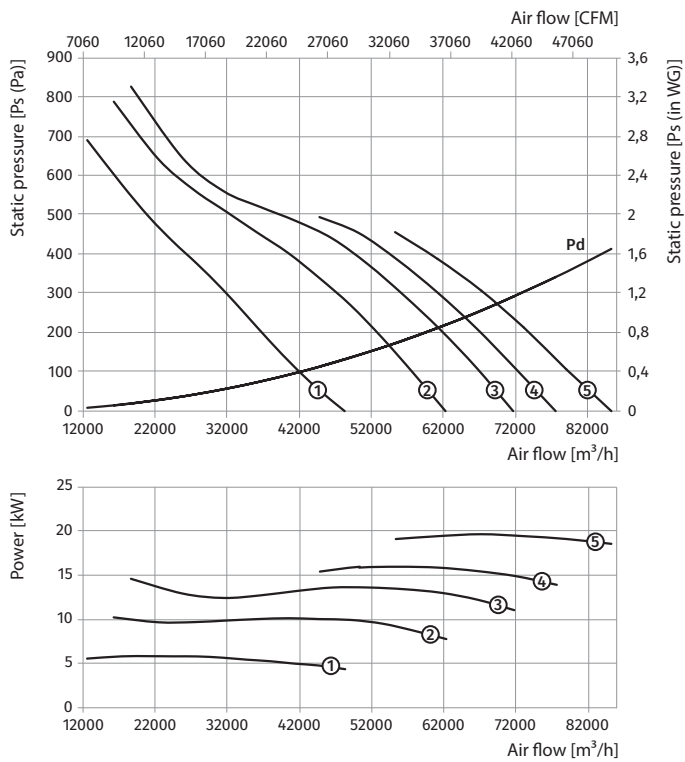 Air flow [CFM]
7060 12060 17060 22060 27060 32060 37060 42060 47060
Static pressure [Ps (Pa)]
Static pressure [Ps (in WG)]
900 3,6
800 3,2
700 2,8
600 2,4
500 2
Pd
400 1,6
300 1,2
200 0,8
100 0,4
1 2 3 4 5
0 0
12000 22000 32000 42000 52000 62000 72000 82000
Air flow [m³/h]
Power [kW]
25
20
5
15
4
3
10
2
5
1
0
12000 22000 32000 42000 52000 62000 72000 82000
Air flow [m³/h]